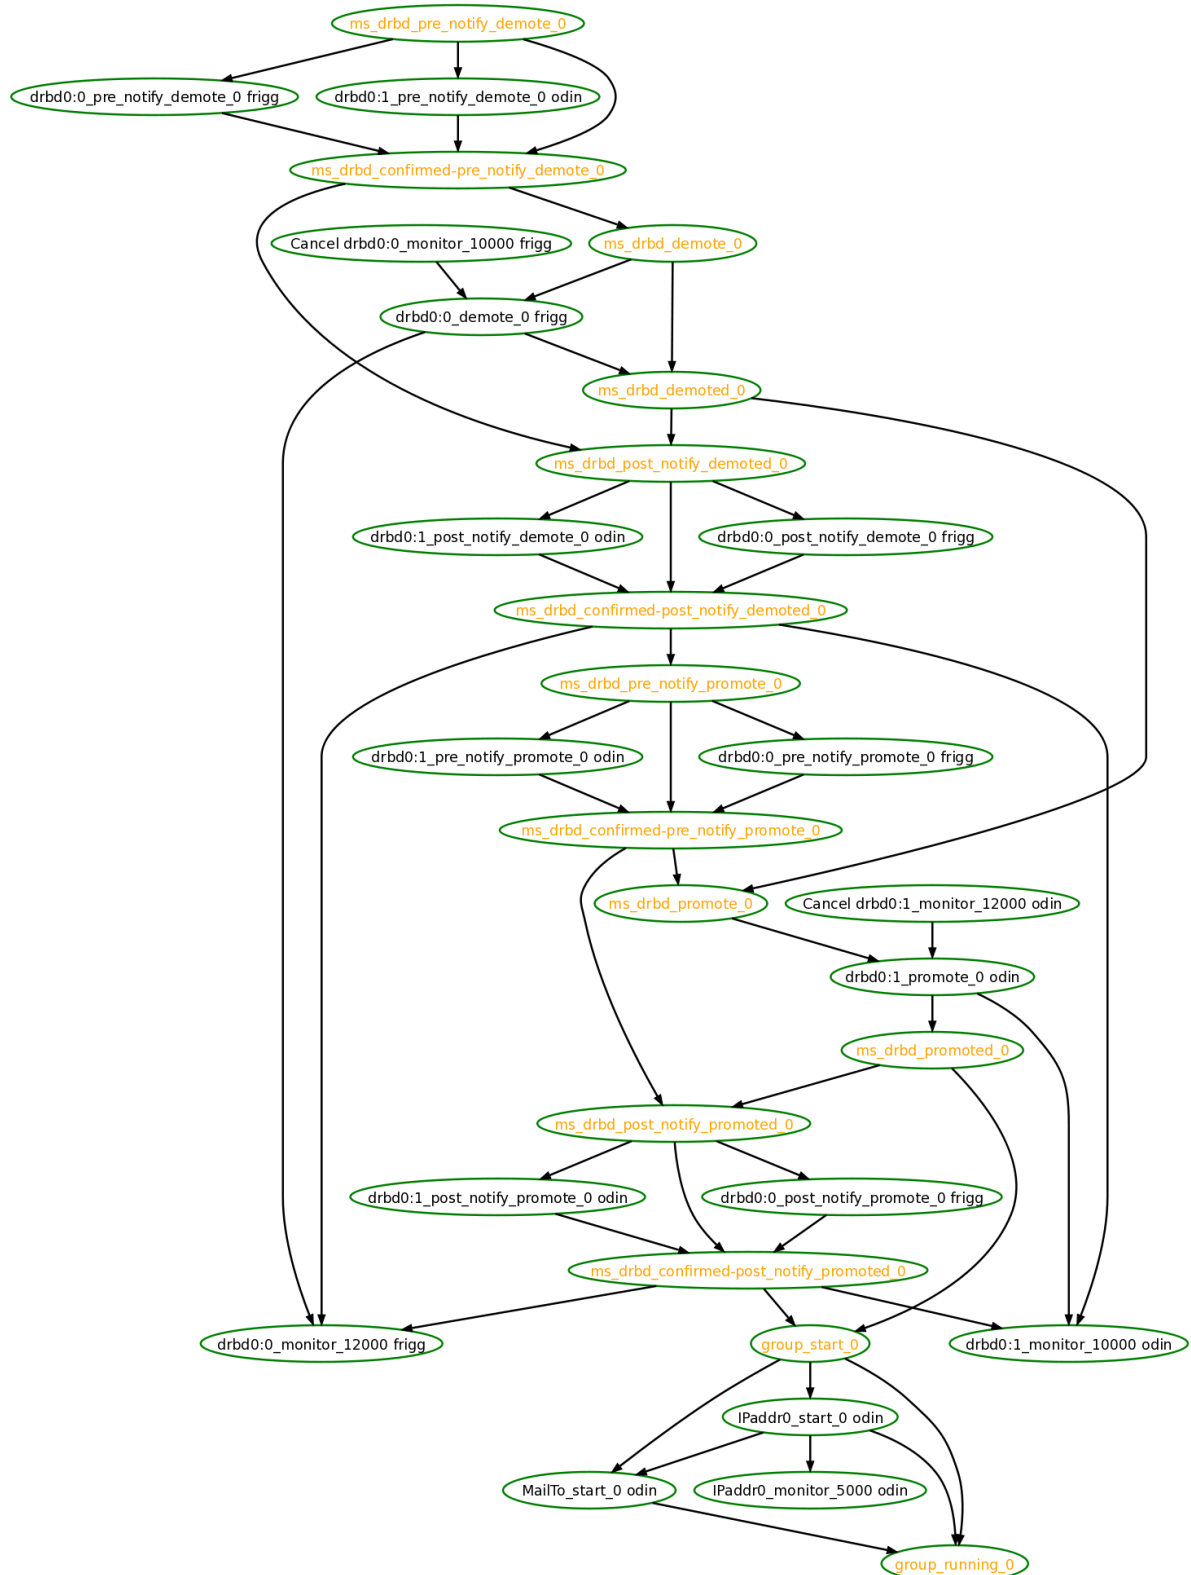 ms_drbd_pre_notify_demote_0
drbd0:0_pre_notify_demote_0 frigg
drbd0:1_pre_notify_demote_0 odin
ms_drbd_confirmed-pre_notify_demote_0
Cancel drbd0:0_monitor_10000 frigg
ms_drbd_demote_0
drbd0:0_demote_0 frigg
ms_drbd_demoted_0
ms_drbd_post_notify_demoted_0
drbd0:1_post_notify_demote_0 odin
drbd0:0_post_notify_demote_0 frigg
ms_drbd_confirmed-post_notify_demoted_0
ms_drbd_pre_notify_promote_0
drbd0:1_pre_notify_promote_0 odin
drbd0:0_pre_notify_promote_0 frigg
ms_drbd_confirmed-pre_notify_promote_0
ms_drbd_promote_0
Cancel drbd0:1_monitor_12000 odin
drbd0:1_promote_0 odin
ms_drbd_promoted_0
ms_drbd_post_notify_promoted_0
drbd0:1_post_notify_promote_0 odin
drbd0:0_post_notify_promote_0 frigg
ms_drbd_confirmed-post_notify_promoted_0
drbd0:0_monitor_12000 frigg
group_start_0
drbd0:1_monitor_10000 odin
IPaddr0_start_0 odin
MailTo_start_0 odin
IPaddr0_monitor_5000 odin
group_running_0